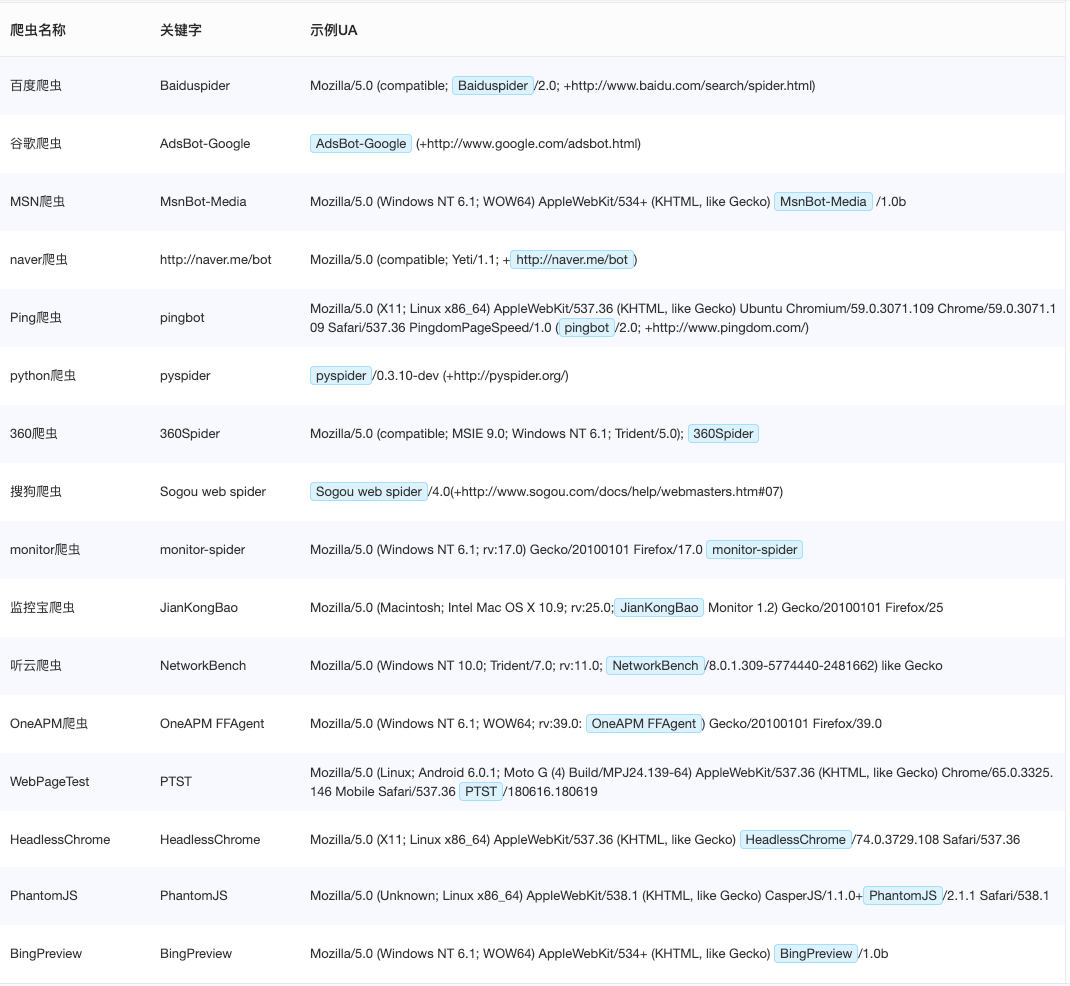 爬虫名称 关键字 示例UA
百度爬虫 Baiduspider Mozilla/5.0 (compatible; Baiduspider/2.0; +http://www.baidu.com/search/spider.html)
谷歌爬虫 AdsBot-Google AdsBot-Google (+http://www.google.com/adsbot.html)
MSN爬虫 MsnBot-Media Mozilla/5.0 (Windows NT 6.1; WOW64) AppleWebKit/534+ (KHTML, like Gecko) MsnBot-Media /1.0b
naver爬虫 http://naver.me/bot Mozilla/5.0 (compatible; Yeti/1.1; +http://naver.me/bot)
Ping爬虫 pingbot Mozilla/5.0 (X11; Linux x86_64) AppleWebKit/537.36 (KHTML, like Gecko) Ubuntu Chromium/59.0.3071.109 Chrome/59.0.3071.1
09 Safari/537.36 PingdomPageSpeed/1.0 (pingbot/2.0; +http://www.pingdom.com/)
python爬虫 pyspider pyspider/0.3.10-dev (+http://pyspider.org/)
360爬虫 360Spider Mozilla/5.0 (compatible; MSIE 9.0; Windows NT 6.1; Trident/5.0); 360Spider
搜狗爬虫 Sogou web spider Sogou web spider/4.0(+http://www.sogou.com/docs/help/webmasters.htm#07)
monitor爬虫 monitor-spider Mozilla/5.0 (Windows NT 6.1; rv:17.0) Gecko/20100101 Firefox/17.0 monitor-spider
监控宝爬虫 JianKongBao Mozilla/5.0 (Macintosh; Intel Mac OS X 10.9; rv:25.0;JianKongBao Monitor 1.2) Gecko/20100101 Firefox/25
听云爬虫 NetworkBench Mozilla/5.0 (Windows NT 10.0; Trident/7.0; rv:11.0; NetworkBench/8.0.1.309-5774440-2481662) like Gecko
OneAPM爬虫 OneAPM FFAgent Mozilla/5.0 (Windows NT 6.1; WOW64; rv:39.0: OneAPM FFAgent) Gecko/20100101 Firefox/39.0
WebPageTest PTST Mozilla/5.0 (Linux; Android 6.0.1; Moto G (4) Build/MPJ24.139-64) AppleWebKit/537.36 (KHTML, like Gecko) Chrome/65.0.3325.
146 Mobile Safari/537.36 PTST/180616.180619
HeadlessChrome HeadlessChrome Mozilla/5.0 (X11; Linux x86_64) AppleWebKit/537.36 (KHTML, like Gecko) HeadlessChrome/74.0.3729.108 Safari/537.36
PhantomJS PhantomJS Mozilla/5.0 (Unknown; Linux x86_64) AppleWebKit/538.1 (KHTML, like Gecko) CasperJS/1.1.0+PhantomJS/2.1.1 Safari/538.1
BingPreview BingPreview Mozilla/5.0 (Windows NT 6.1; WOW64) AppleWebKit/534+ (KHTML, like Gecko) BingPreview/1.0b